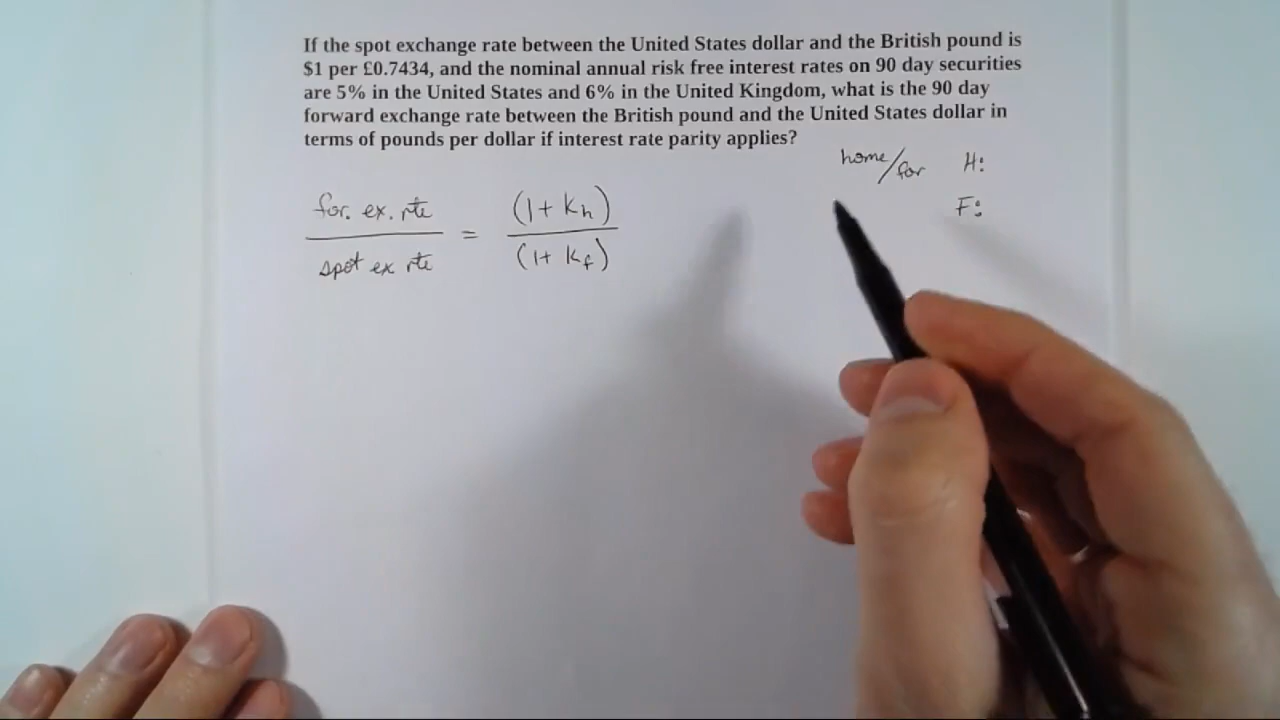 If the spot exchange rate between the United States dollar and the British pound is
$1 per £0.7434, and the nominal annual risk free interest rates on 90 day securities
are 5% in the United States and 6% in the United Kingdom, what is the 90 day
forward exchange rate between the British pound and the United States dollar in
terms of pounds per dollar if interest rate parity applies?
home/for H:
F:
for. ex. rte = (1 + kh)
spot ex rte (1 + kf)